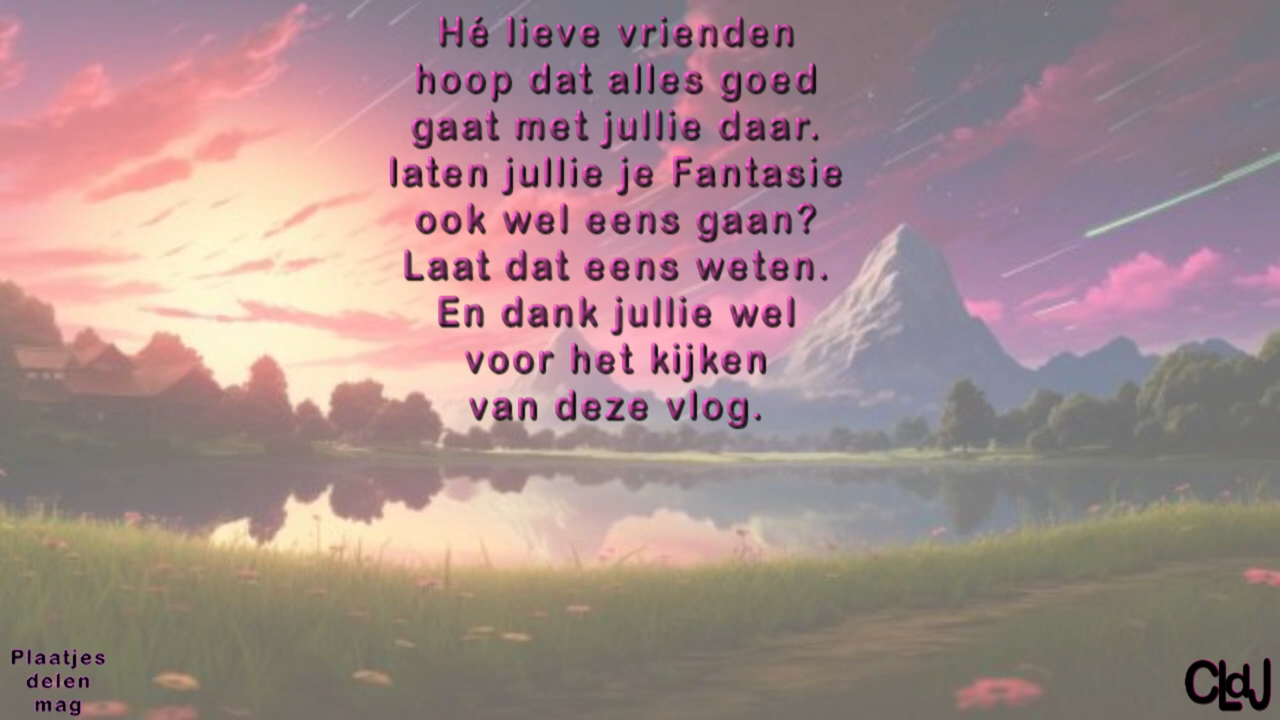 Hé lieve vrienden
hoop dat alles goed
gaat met jullie daar.
laten jullie je Fantasie
ook wel eens gaan?
Laat dat eens weten.
En dank jullie wel
voor het kijken
van deze vlog.
Plaatjes
delen
mag
CLdJ